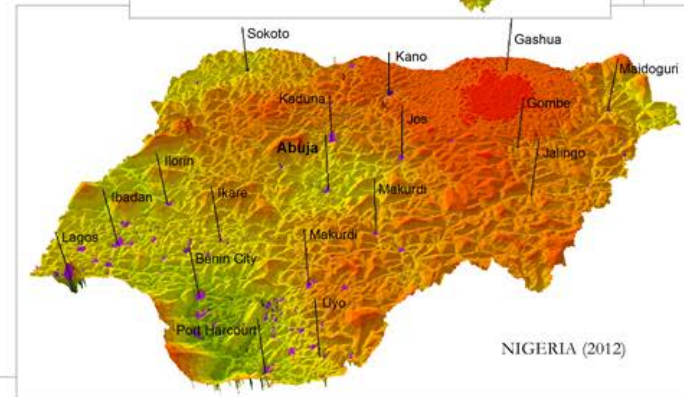 Sokoto
Gashua
Kano
Maidoguri
Kaduna
Gombe
Jos
Abuja
Jalingo
Ilorin
Ibadan
Ikare
Makurdi
Lagos
Makurdi
Benin City
Uyo
Port Harcourt
NIGERIA (2012)